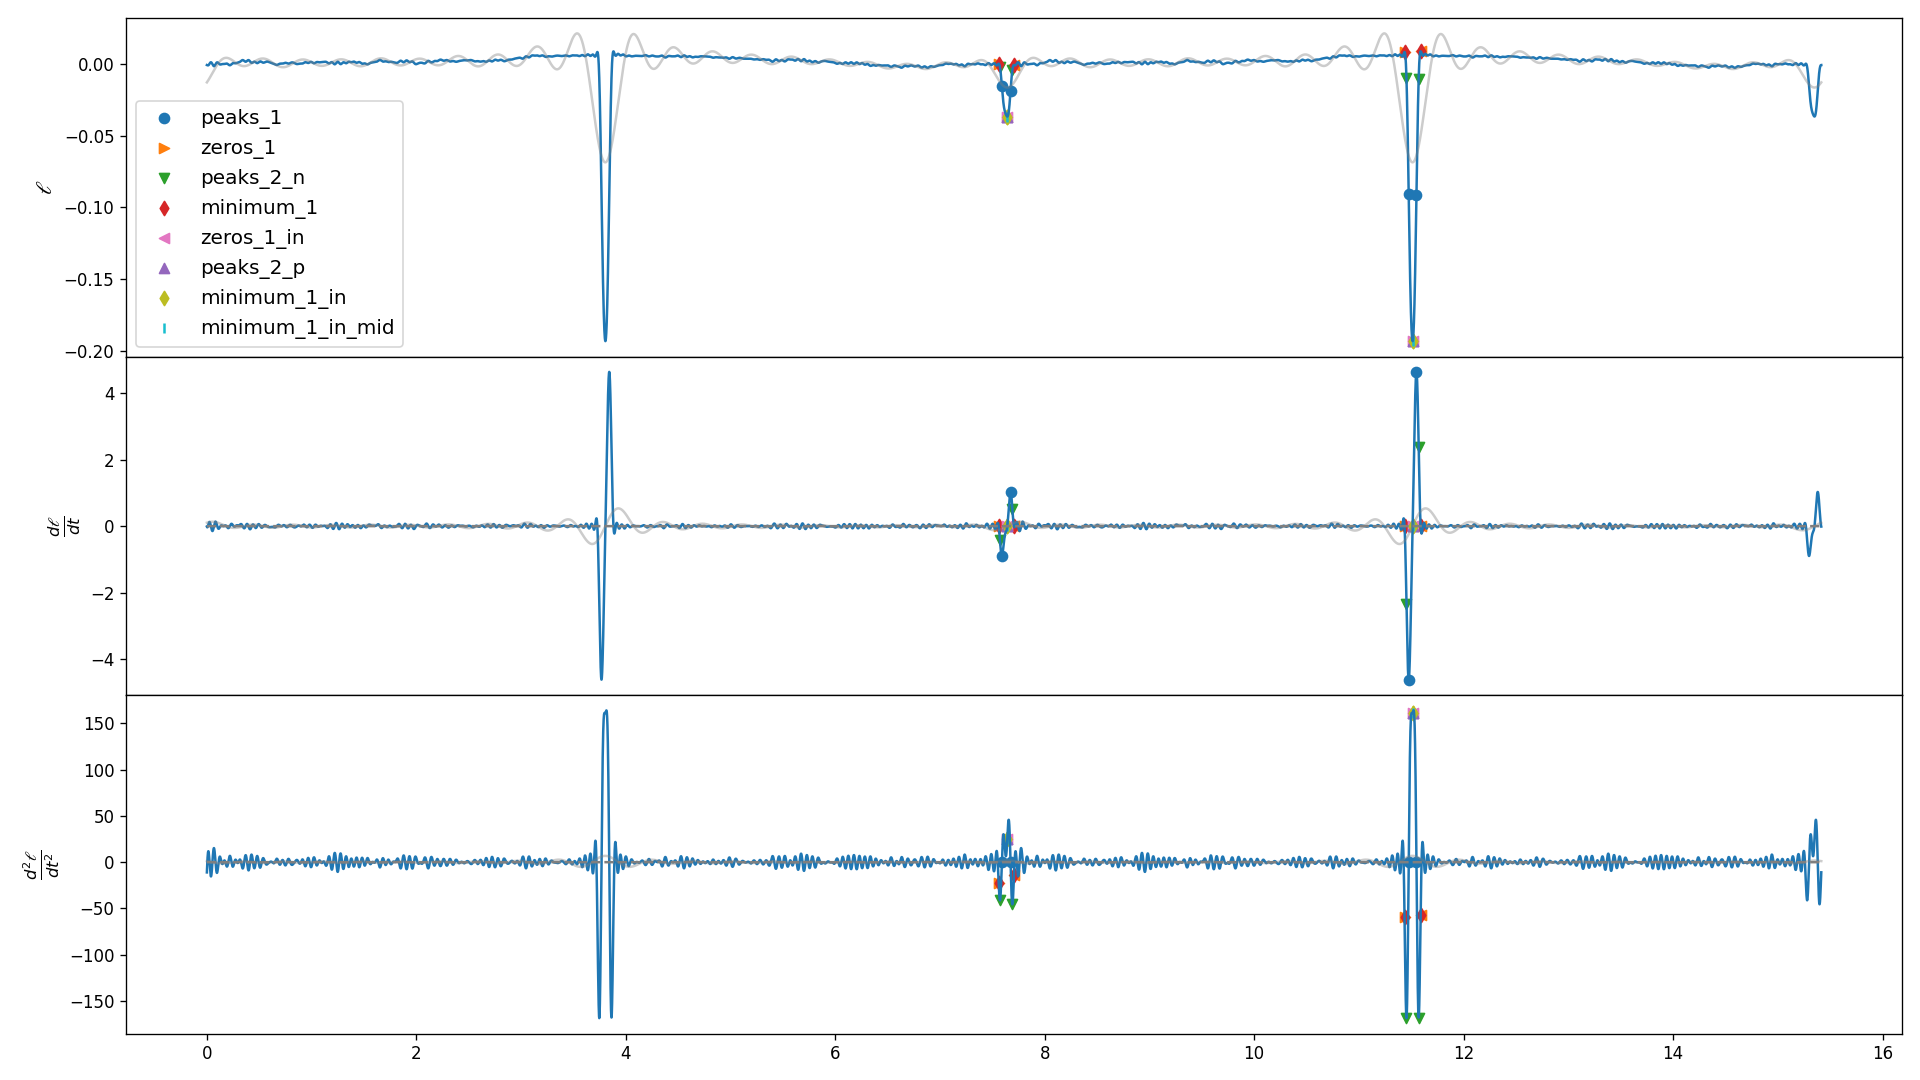 0.00
−0.05
−0.10
−0.15
−0.20
ℓ
peaks_1
zeros_1
peaks_2_n
minimum_1
zeros_1_in
peaks_2_p
minimum_1_in
minimum_1_in_mid
4
2
0
−2
−4
dℓ
dt
150
100
50
0
−50
−100
−150
d²ℓ
dt²
0 2 4 6 8 10 12 14 16